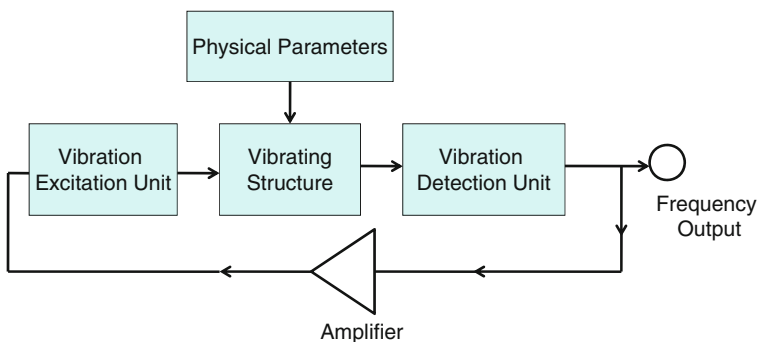 Physical Parameters
Vibration
Excitation Unit
Vibrating
Structure
Vibration
Detection Unit
Frequency
Output
Amplifier